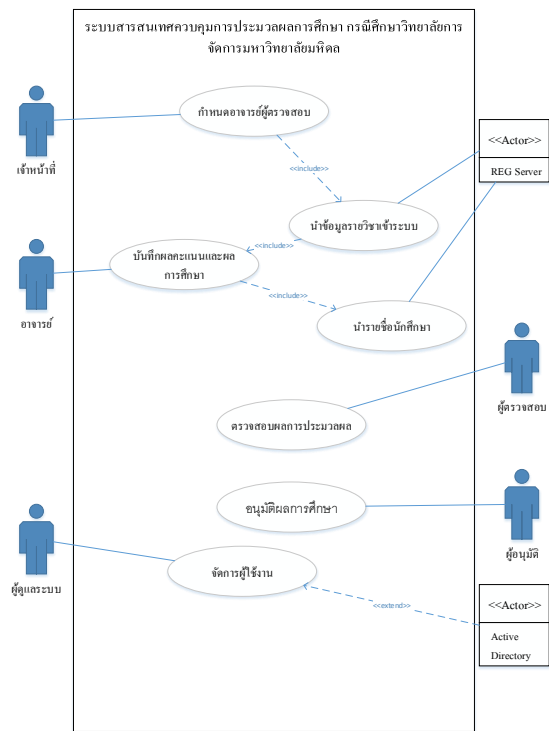 ระบบสารสนเทศควบคุมการประมวลผลการศึกษา กรณีศึกษาวิทยาลัยการ
จัดการมหาวิทยาลัยมหิดล
กำหนดอาจารย์ผู้ตรวจสอบ
เจ้าหน้าที่
<<Actor>>
REG Server
<<include>>
นำข้อมูลรายวิชาเข้าระบบ
<<include>>
บันทึกผลคะแนนและผล
การศึกษา
<<include>>
อาจารย์
นำรายชื่อนักศึกษา
ผู้ตรวจสอบ
ตรวจสอบผลการประมวลผล
อนุมัติผลการศึกษา
ผู้อนุมัติ
จัดการผู้ใช้งาน
ผู้ดูแลระบบ
<<extend>>
<<Actor>>
Active
Directory